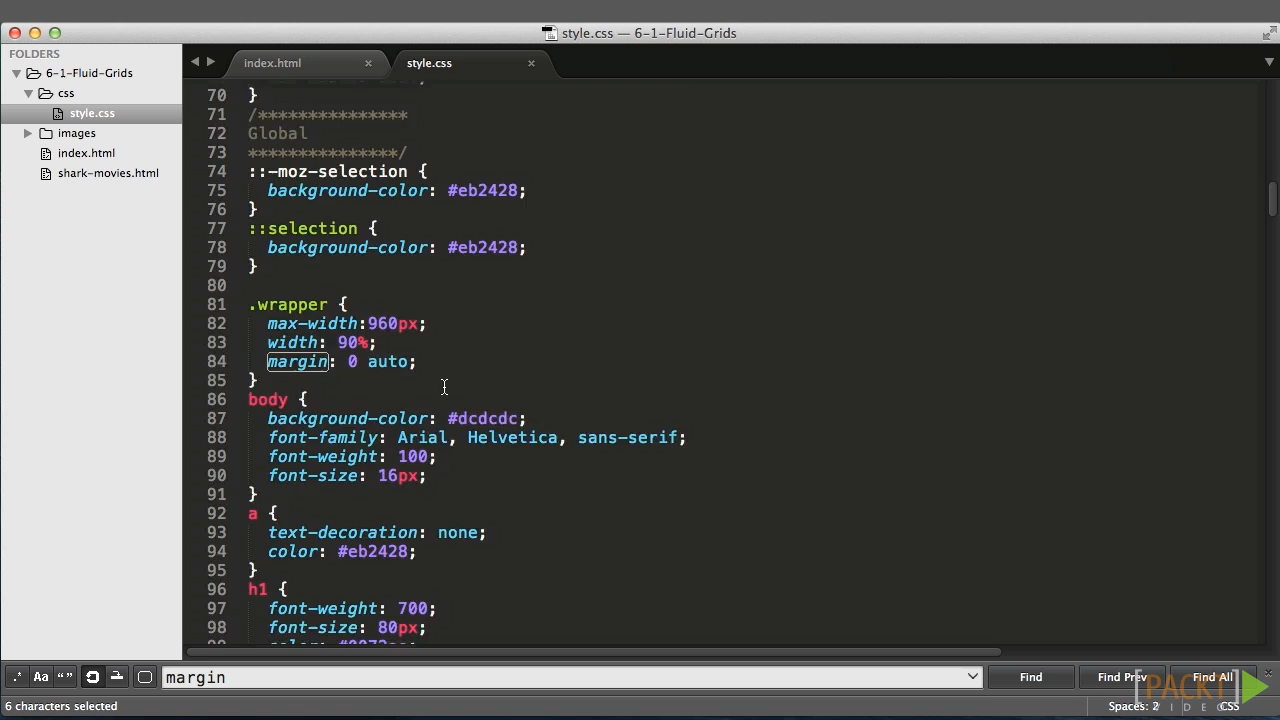 style.css — 6-1-Fluid-Grids
FOLDERS
6-1-Fluid-Grids
css
style.css
images
index.html
shark-movies.html
index.html
style.css
70 }
71 /***************
72 Global
73 ***************/
74 ::-moz-selection {
75 background-color: #eb2428;
76 }
77 ::selection {
78 background-color: #eb2428;
79 }
80
81 .wrapper {
82 max-width:960px;
83 width: 90%;
84 margin: 0 auto;
85 }
86 body {
87 background-color: #dcdcdc;
88 font-family: Arial, Helvetica, sans-serif;
89 font-weight: 100;
90 font-size: 16px;
91 }
92 a {
93 text-decoration: none;
94 color: #eb2428;
95 }
96 h1 {
97 font-weight: 700;
98 font-size: 80px;
.* Aa “” margin Find Find Prev Find All
[PACKT]
VIDEO
6 characters selected Spaces: 2 CSS